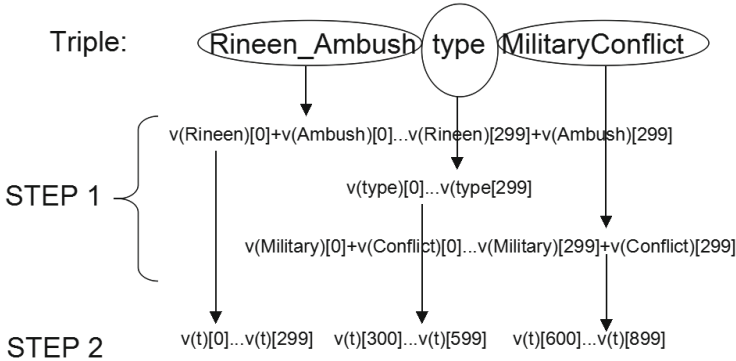 Triple: Rineen_Ambush type MilitaryConflict
v(Rineen)[0]+v(Ambush)[0]...v(Rineen)[299]+v(Ambush)[299]
STEP 1
v(type)[0]...v(type[299]
v(Military)[0]+v(Conflict)[0]...v(Military)[299]+v(Conflict)[299]
STEP 2 v(t)[0]...v(t)[299] v(t)[300]...v(t)[599] v(t)[600]...v(t)[899]